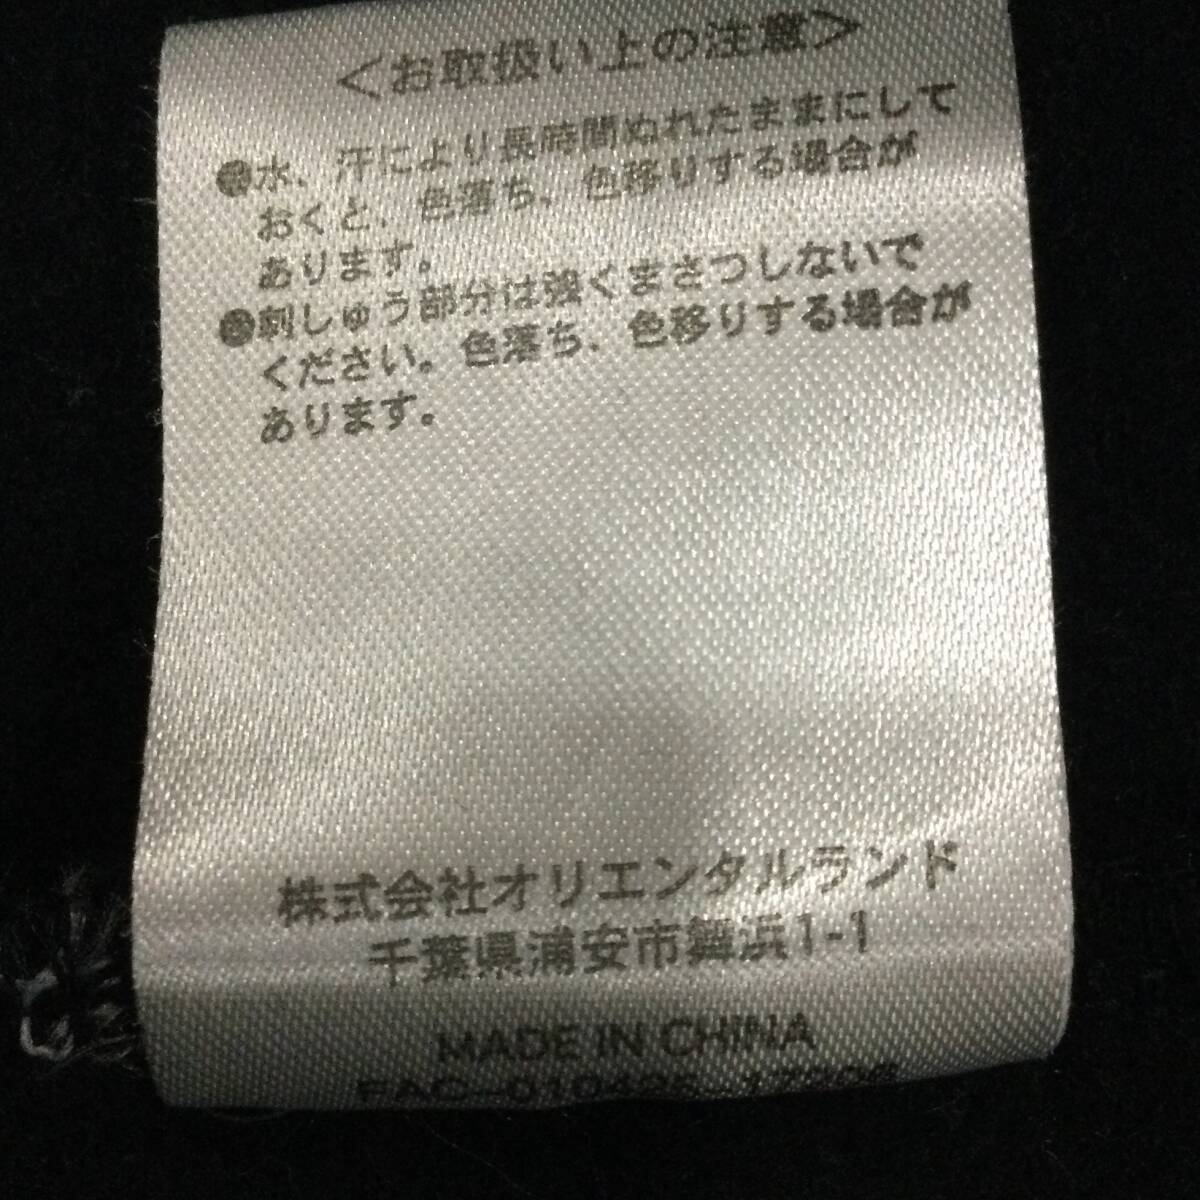 <お取扱い上の注意>
●水、汗により長時間ぬれたままにして
おくと、色落ち、色移りする場合が
あります。
●刺しゅう部分は強くまさつしないで
ください。色落ち、色移りする場合が
あります。
株式会社オリエンタルランド
千葉県浦安市舞浜1-1
MADE IN CHINA